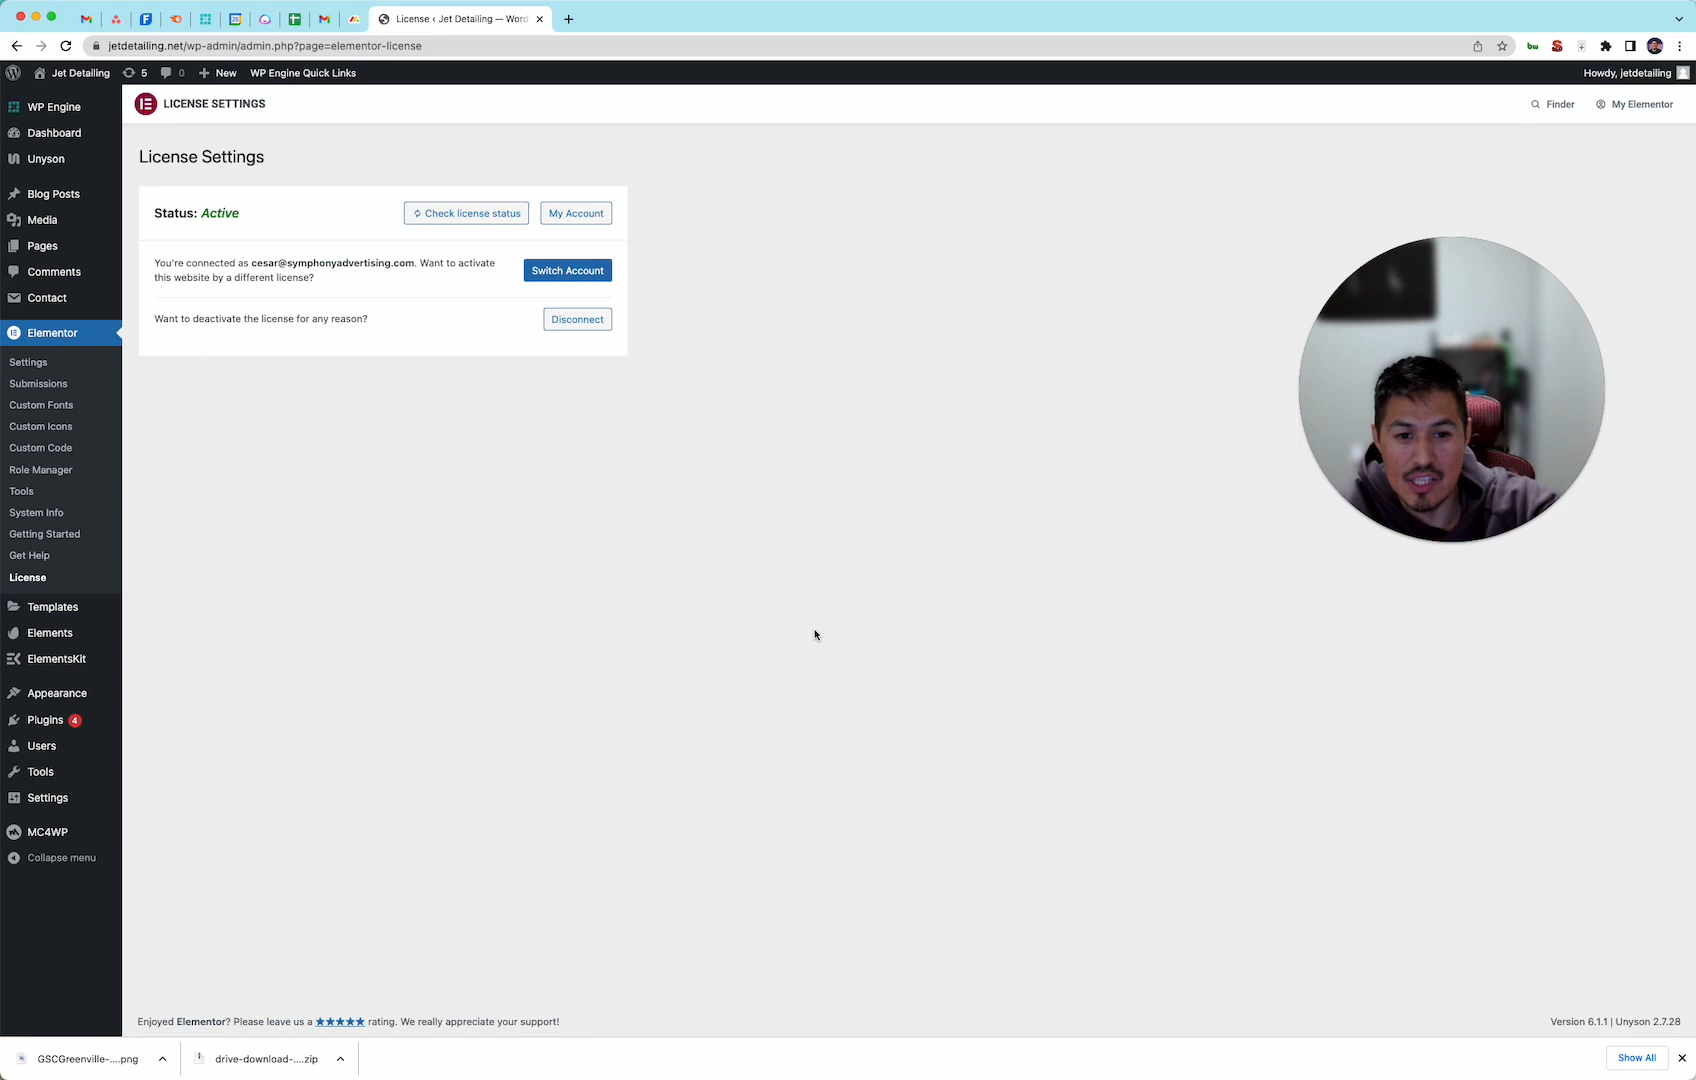 License ‹ Jet Detailing — Word
jetdetailing.net/wp-admin/admin.php?page=elementor-license
Jet Detailing 5 0 New WP Engine Quick Links Howdy, jetdetailing
WP Engine
Dashboard
Unyson
Blog Posts
Media
Pages
Comments
Contact
Elementor
Settings
Submissions
Custom Fonts
Custom Icons
Custom Code
Role Manager
Tools
System Info
Getting Started
Get Help
License
Templates
Elements
ElementsKit
Appearance
Plugins 4
Users
Tools
Settings
MC4WP
Collapse menu
LICENSE SETTINGS
Finder My Elementor
License Settings
Status: Active Check license status My Account
You're connected as cesar@symphonyadvertising.com. Want to activate
this website by a different license?
Switch Account
Want to deactivate the license for any reason? Disconnect
Enjoyed Elementor? Please leave us a ★★★★★ rating. We really appreciate your support!
Version 6.1.1 | Unyson 2.7.28
GSCGreenville-....png drive-download-....zip Show All